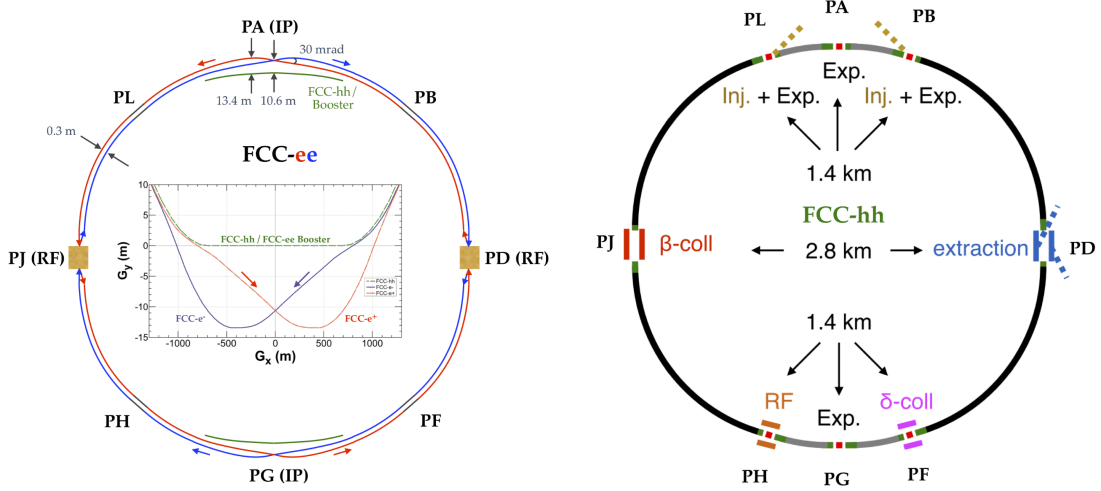 PA (IP)
30 mrad
PL
13.4 m
10.6 m
FCC-hh /
Booster
PB
0.3 m
FCC-ee
10
5
0
-5
-10
-15
Gy (m)
FCC-hh / FCC-ee Booster
FCC-hh
FCC-e-
FCC-e+
FCC-e-
FCC-e+
-1000
-500
0
500
1000
Gx (m)
PJ (RF)
PD (RF)
PH
PF
PG (IP)
PL
PA
PB
Exp.
Inj. + Exp.
Inj. + Exp.
1.4 km
FCC-hh
PJ
β-coll
2.8 km
extraction
PD
1.4 km
RF
Exp.
δ-coll
PH
PG
PF